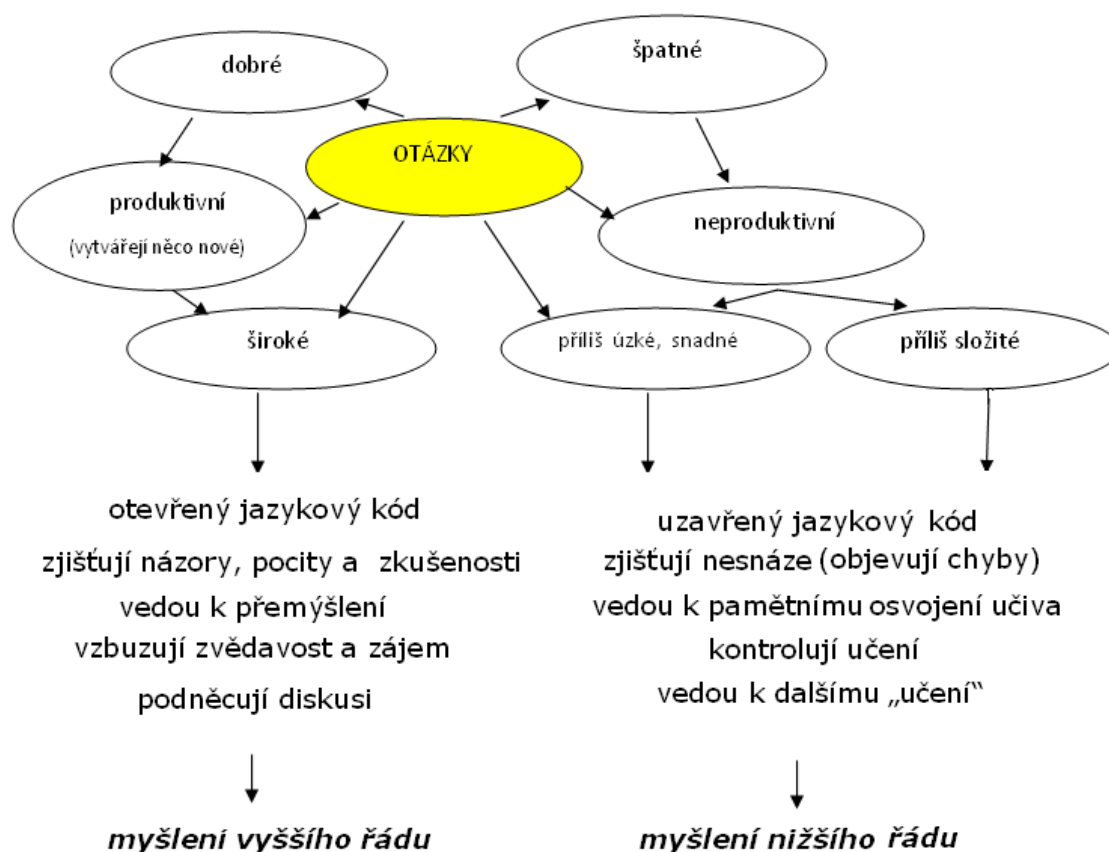 dobré
špatné
OTÁZKY
produktivní
(vytvářejí něco nové)
neproduktivní
široké
příliš úzké, snadné
příliš složité
otevřený jazykový kód
zjišťují názory, pocity a zkušenosti
vedou k přemýšlení
vzbuzují zvědavost a zájem
podněcují diskusi
myšlení vyššího řádu
uzavřený jazykový kód
zjišťují nesnáze (objevují chyby)
vedou k pamětnímu osvojení učiva
kontrolují učení
vedou k dalšímu „učení“
myšlení nižšího řádu